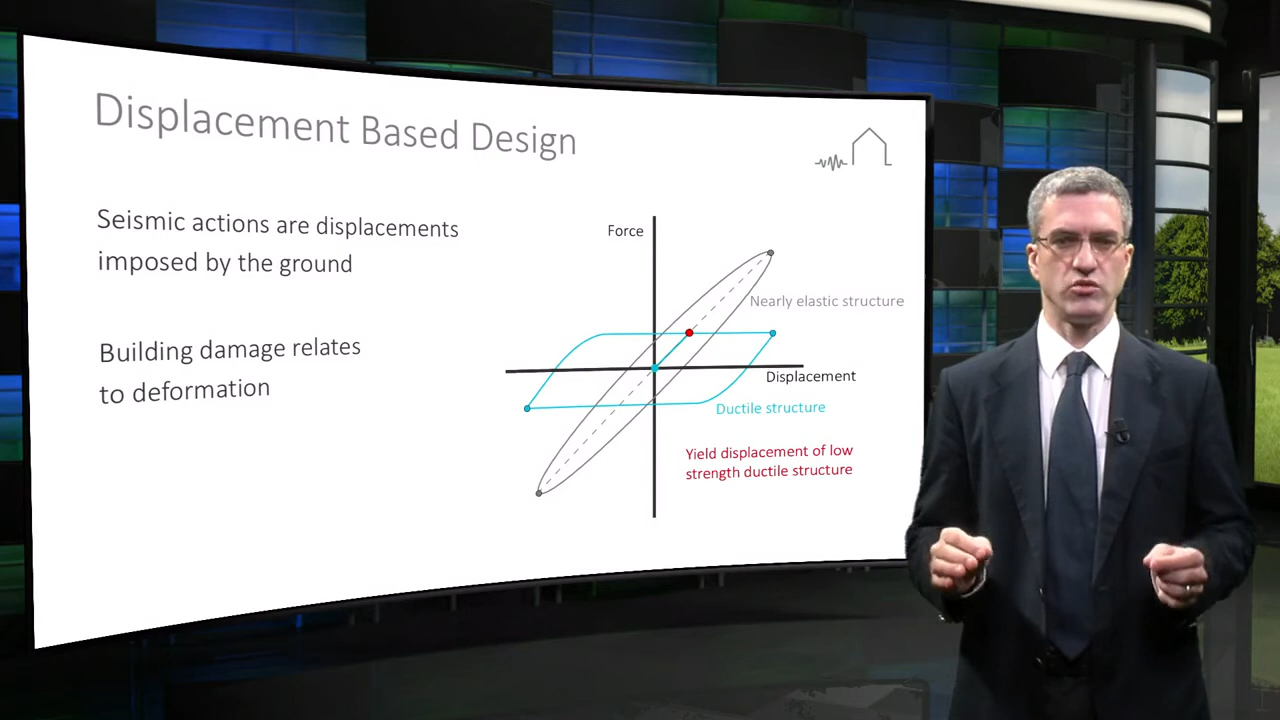 Displacement Based Design
Seismic actions are displacements
imposed by the ground
Building damage relates
to deformation
Force
Nearly elastic structure
Displacement
Ductile structure
Yield displacement of low
strength ductile structure